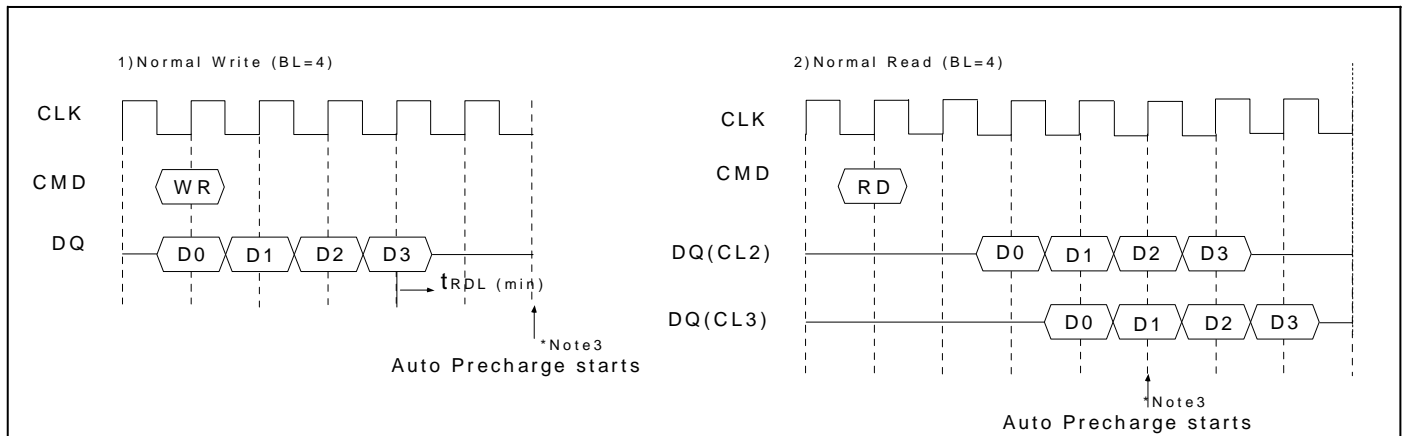 1)Normal Write (BL=4)
CLK
CMD
WR
DQ
D0 D1 D2 D3
tRDL (min)
*Note3
Auto Precharge starts
2)Normal Read (BL=4)
CLK
CMD
RD
DQ(CL2)
D0 D1 D2 D3
DQ(CL3)
D0 D1 D2 D3
*Note3
Auto Precharge starts